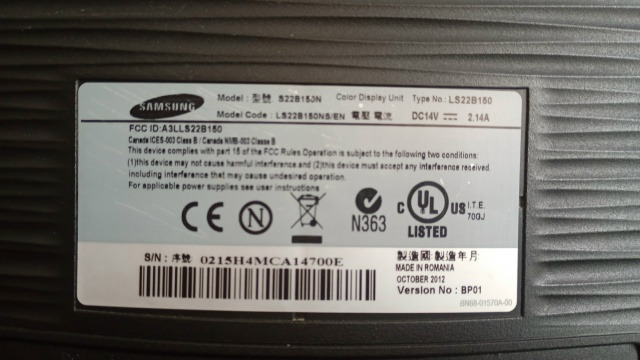 SAMSUNG
Model : 型號 S22B150N Color Display Unit Type No.: LS22B150
Model Code : LS22B150NS/EN 電壓 電流 DC14V ⎓ 2.14A
FCC ID:A3LLS22B150
Canada ICES-003 Class B / Canada NMB-003 Classe B
This device complies with part 15 of the FCC Rules Operation is subject to the following two conditions:
(1)this device may not cause harmful interference and (2)this device must accept any interference received,
including interference that may cause undesired operation.
For applicable power supplies see user instructions
CE N N363 C UL US I.T.E.
70GJ
LISTED
S/N : 序號 0215H4MCA14700E
製造國 製造年月
MADE IN ROMANIA
OCTOBER 2012
Version No : BP01
BN68-01570A-00